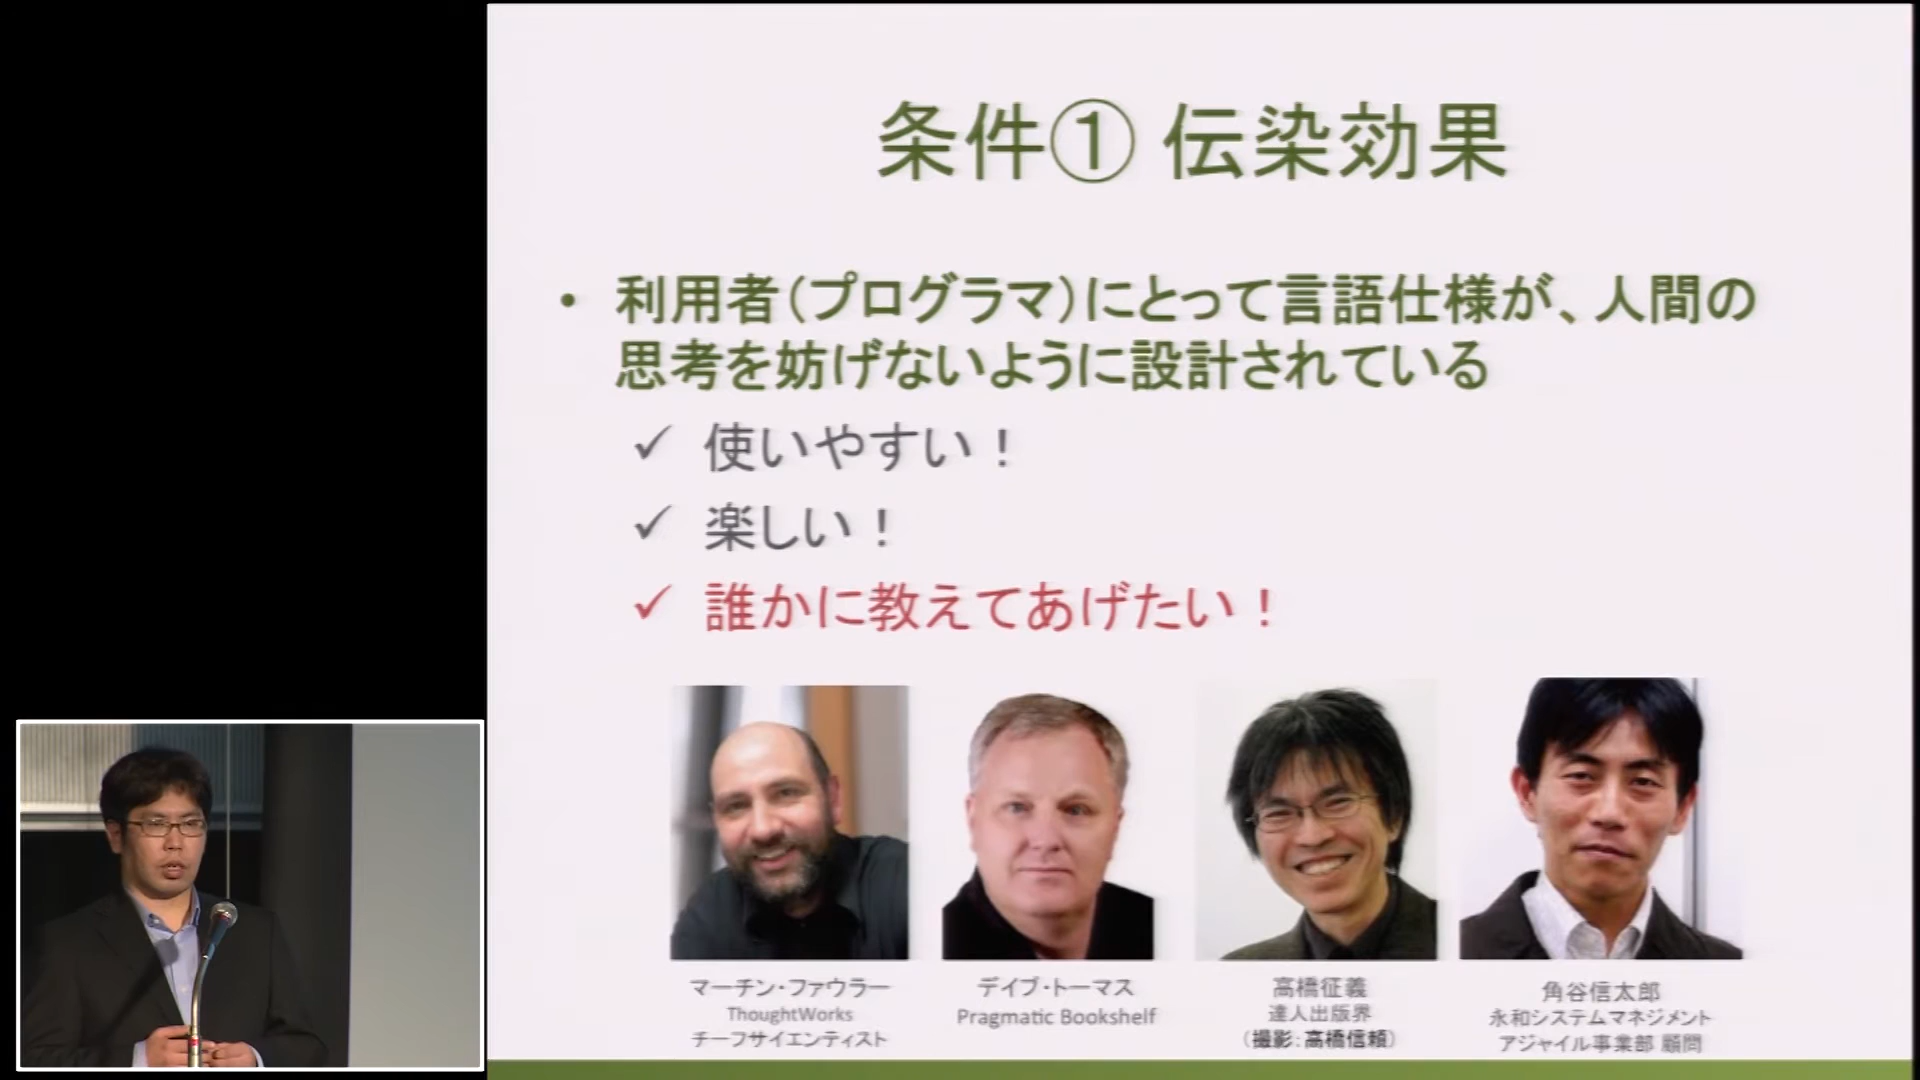 条件① 伝染効果
• 利用者（プログラマ）にとって言語仕様が、人間の
思考を妨げないように設計されている
✓ 使いやすい！
✓ 楽しい！
✓ 誰かに教えてあげたい！
マーチン・ファウラー
ThoughtWorks
チーフサイエンティスト
デイブ・トーマス
Pragmatic Bookshelf
高橋征義
達人出版界
（撮影：高橋信頼）
角谷信太郎
永和システムマネジメント
アジャイル事業部 顧問